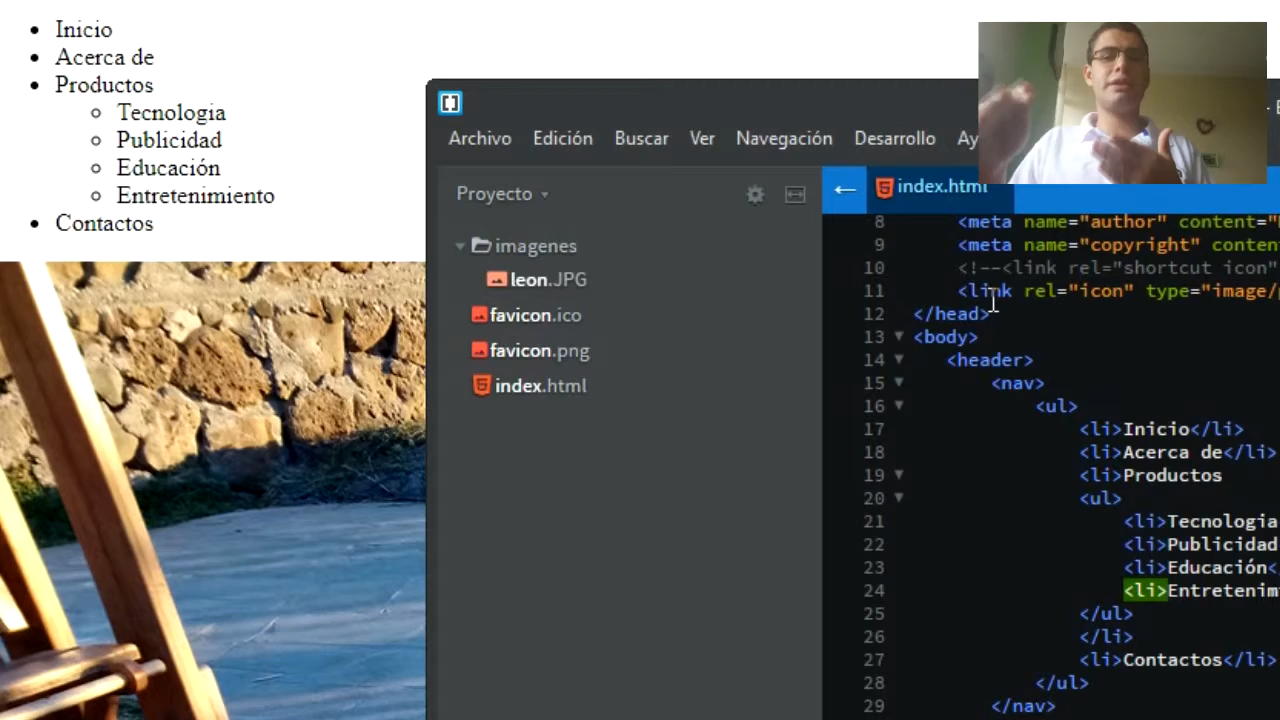 Inicio
Acerca de
Productos
Tecnologia
Publicidad
Educación
Entretenimiento
Contactos
Archivo Edición Buscar Ver Navegación Desarrollo Ay
Proyecto
imagenes
leon.JPG
favicon.ico
favicon.png
index.html
index.html
8 <meta name="author" content="
9 <meta name="copyright" conten
10 <!--<link rel="shortcut icon"
11 <link rel="icon" type="image/
12 </head>
13 <body>
14 <header>
15 <nav>
16 <ul>
17 <li>Inicio</li>
18 <li>Acerca de</li>
19 <li>Productos
20 <ul>
21 <li>Tecnologia
22 <li>Publicidad
23 <li>Educación<
24 <li>Entretenim
25 </ul>
26 </li>
27 <li>Contactos</li>
28 </ul>
29 </nav>